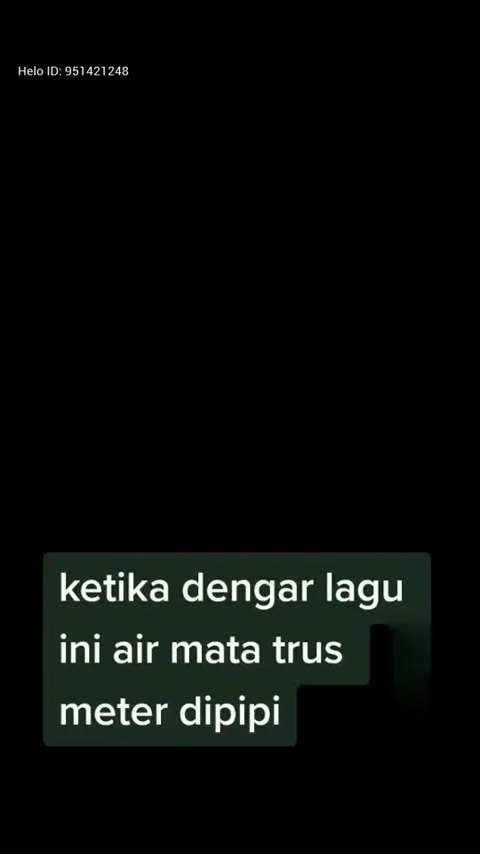 Helo ID: 951421248
ketika dengar lagu
ini air mata trus
meter dipipi